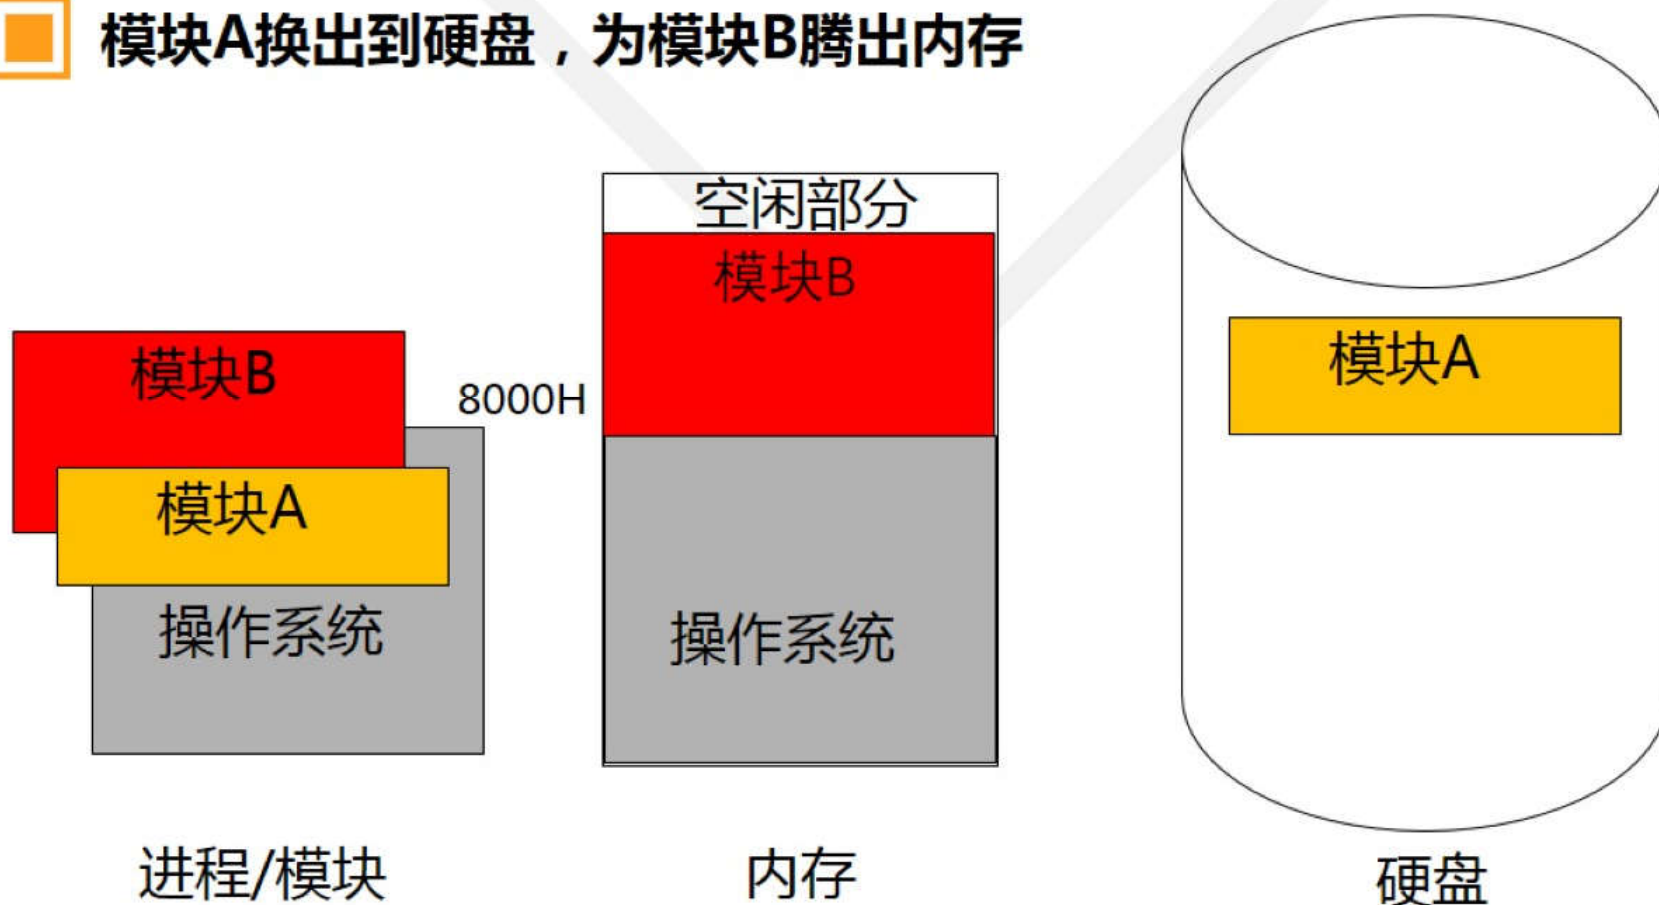 模块A换出到硬盘，为模块B腾出内存
空闲部分
模块B
模块B
8000H
模块A
模块A
操作系统
操作系统
进程/模块
内存
硬盘